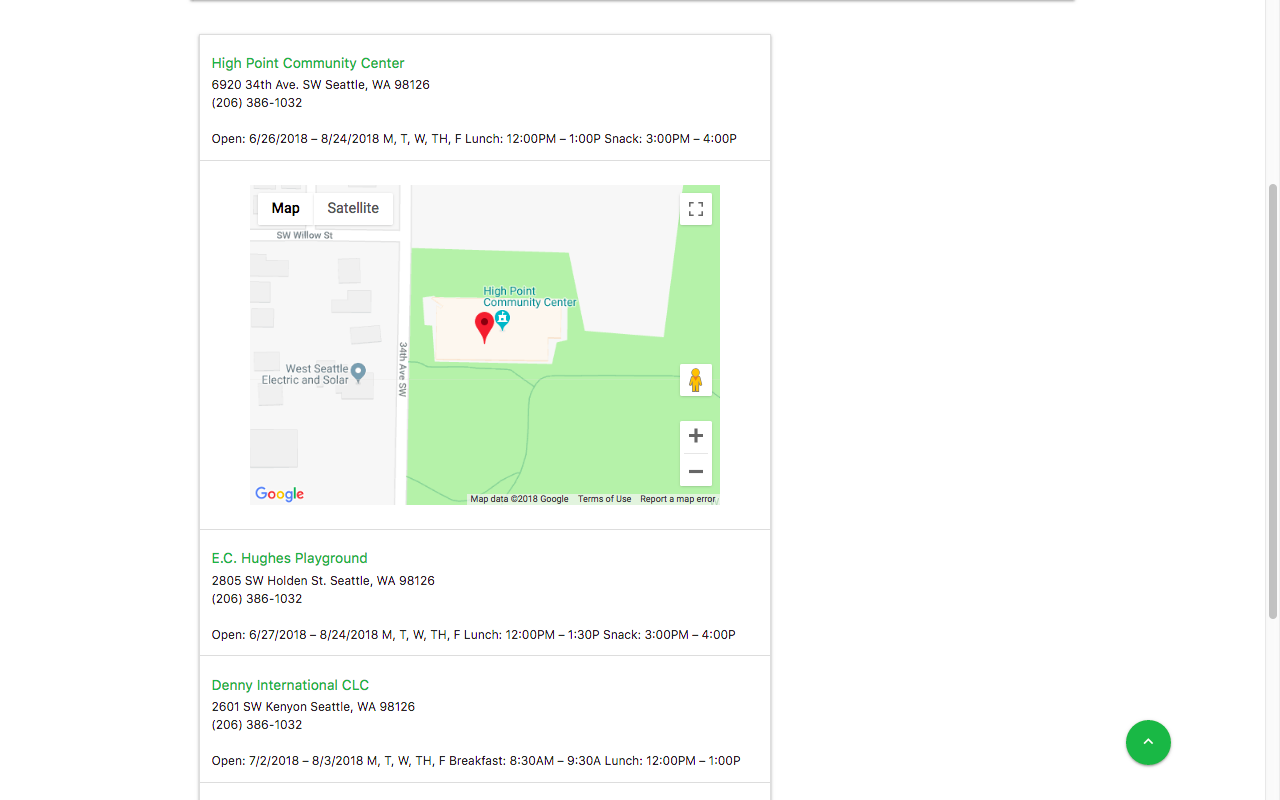 High Point Community Center
6920 34th Ave. SW Seattle, WA 98126
(206) 386-1032
Open: 6/26/2018 – 8/24/2018 M, T, W, TH, F Lunch: 12:00PM – 1:00P Snack: 3:00PM – 4:00P
Map Satellite
SW Willow St
High Point
Community Center
34th Ave SW
West Seattle
Electric and Solar
Google
Map data ©2018 Google Terms of Use Report a map error
E.C. Hughes Playground
2805 SW Holden St. Seattle, WA 98126
(206) 386-1032
Open: 6/27/2018 – 8/24/2018 M, T, W, TH, F Lunch: 12:00PM – 1:30P Snack: 3:00PM – 4:00P
Denny International CLC
2601 SW Kenyon Seattle, WA 98126
(206) 386-1032
Open: 7/2/2018 – 8/3/2018 M, T, W, TH, F Breakfast: 8:30AM – 9:30A Lunch: 12:00PM – 1:00P